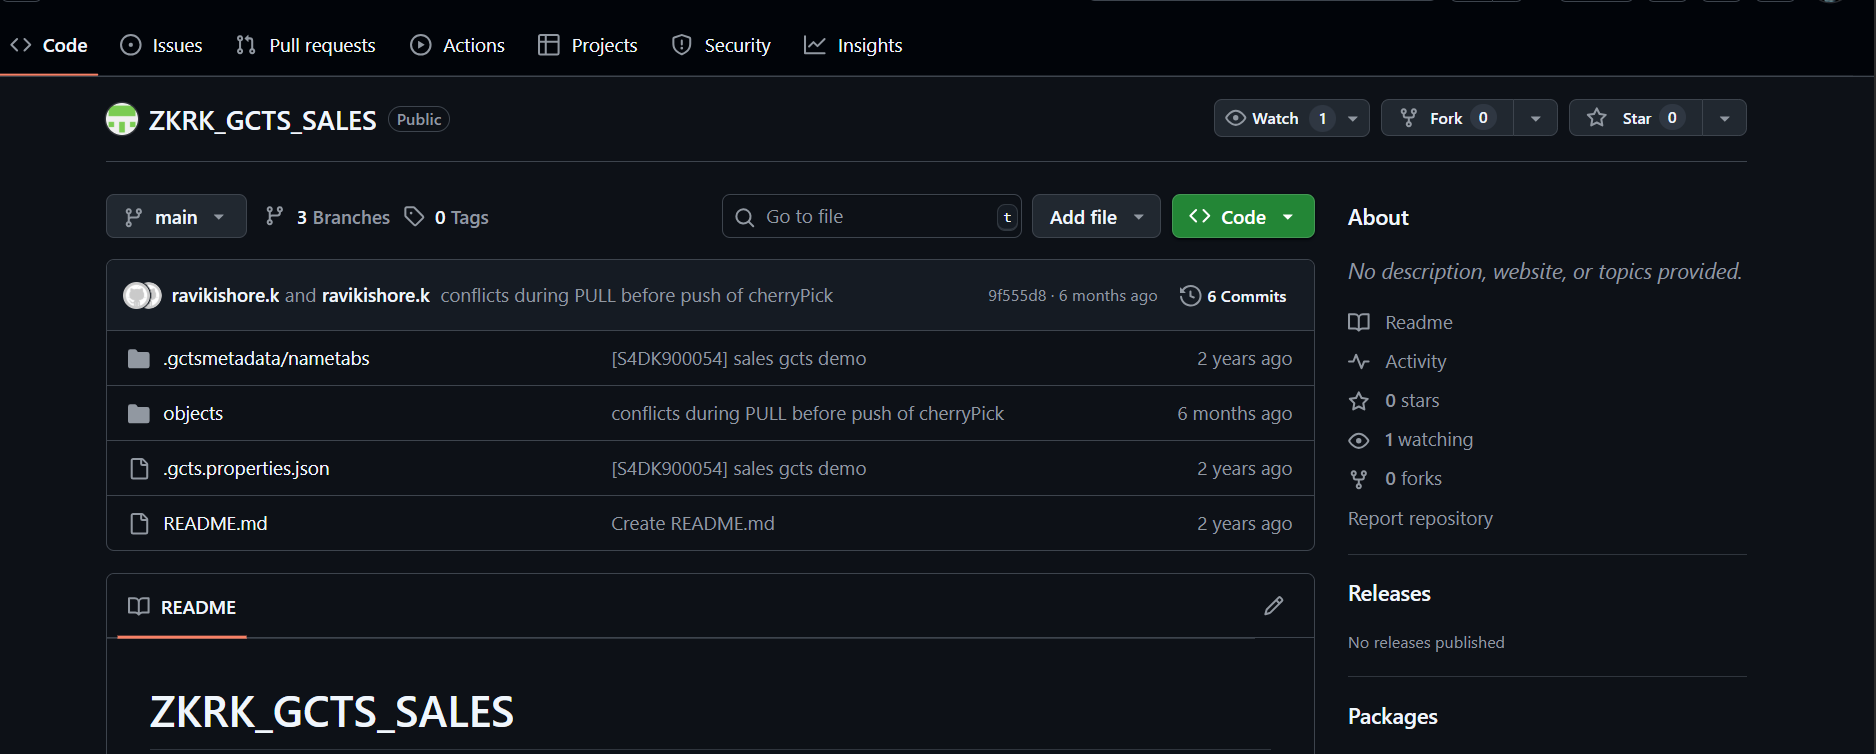 Code Issues Pull requests Actions Projects Security Insights
ZKRK_GCTS_SALES Public Watch 1 Fork 0 Star 0
main 3 Branches 0 Tags Go to file t Add file Code
ravikishore.k and ravikishore.k conflicts during PULL before push of cherryPick 9f555d8 · 6 months ago 6 Commits
.gctsmetadata/nametabs [S4DK900054] sales gcts demo 2 years ago
objects conflicts during PULL before push of cherryPick 6 months ago
.gcts.properties.json [S4DK900054] sales gcts demo 2 years ago
README.md Create README.md 2 years ago
README
ZKRK_GCTS_SALES
About
No description, website, or topics provided.
Readme
Activity
0 stars
1 watching
0 forks
Report repository
Releases
No releases published
Packages